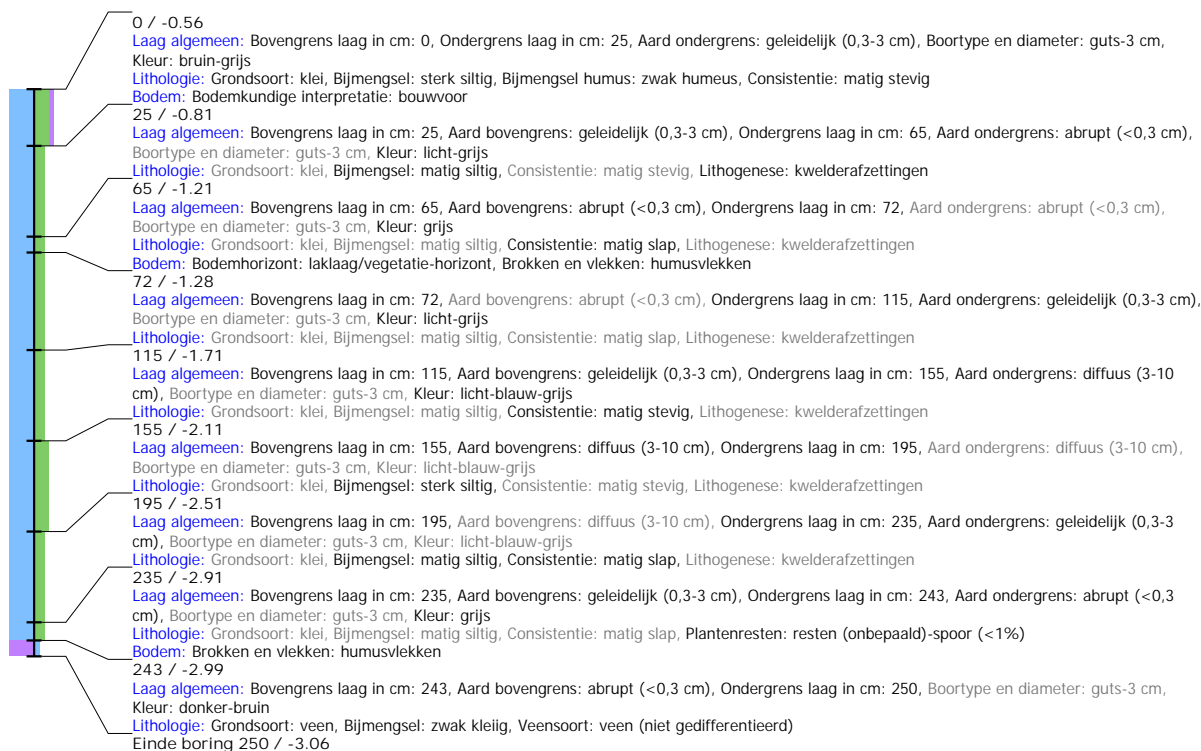 0 / -0.56
Laag algemeen: Bovengrens laag in cm: 0, Ondergrens laag in cm: 25, Aard ondergrens: geleidelijk (0,3-3 cm), Boortype en diameter: guts-3 cm,
Kleur: bruin-grijs
Lithologie: Grondsoort: klei, Bijmengsel: sterk siltig, Bijmengsel humus: zwak humeus, Consistentie: matig stevig
Bodem: Bodemkundige interpretatie: bouwvoor
25 / -0.81
Laag algemeen: Bovengrens laag in cm: 25, Aard bovengrens: geleidelijk (0,3-3 cm), Ondergrens laag in cm: 65, Aard ondergrens: abrupt (<0,3 cm),
Boortype en diameter: guts-3 cm, Kleur: licht-grijs
Lithologie: Grondsoort: klei, Bijmengsel: matig siltig, Consistentie: matig stevig, Lithogenese: kwelderafzettingen
65 / -1.21
Laag algemeen: Bovengrens laag in cm: 65, Aard bovengrens: abrupt (<0,3 cm), Ondergrens laag in cm: 72, Aard ondergrens: abrupt (<0,3 cm),
Boortype en diameter: guts-3 cm, Kleur: grijs
Lithologie: Grondsoort: klei, Bijmengsel: matig siltig, Consistentie: matig slap, Lithogenese: kwelderafzettingen
Bodem: Bodemhorizont: laklaag/vegetatie-horizont, Brokken en vlekken: humusvlekken
72 / -1.28
Laag algemeen: Bovengrens laag in cm: 72, Aard bovengrens: abrupt (<0,3 cm), Ondergrens laag in cm: 115, Aard ondergrens: geleidelijk (0,3-3 cm),
Boortype en diameter: guts-3 cm, Kleur: licht-grijs
Lithologie: Grondsoort: klei, Bijmengsel: matig siltig, Consistentie: matig slap, Lithogenese: kwelderafzettingen
115 / -1.71
Laag algemeen: Bovengrens laag in cm: 115, Aard bovengrens: geleidelijk (0,3-3 cm), Ondergrens laag in cm: 155, Aard ondergrens: diffuus (3-10
cm), Boortype en diameter: guts-3 cm, Kleur: licht-blauw-grijs
Lithologie: Grondsoort: klei, Bijmengsel: matig siltig, Consistentie: matig stevig, Lithogenese: kwelderafzettingen
155 / -2.11
Laag algemeen: Bovengrens laag in cm: 155, Aard bovengrens: diffuus (3-10 cm), Ondergrens laag in cm: 195, Aard ondergrens: diffuus (3-10 cm),
Boortype en diameter: guts-3 cm, Kleur: licht-blauw-grijs
Lithologie: Grondsoort: klei, Bijmengsel: sterk siltig, Consistentie: matig stevig, Lithogenese: kwelderafzettingen
195 / -2.51
Laag algemeen: Bovengrens laag in cm: 195, Aard bovengrens: diffuus (3-10 cm), Ondergrens laag in cm: 235, Aard ondergrens: geleidelijk (0,3-3
cm), Boortype en diameter: guts-3 cm, Kleur: licht-blauw-grijs
Lithologie: Grondsoort: klei, Bijmengsel: matig siltig, Consistentie: matig slap, Lithogenese: kwelderafzettingen
235 / -2.91
Laag algemeen: Bovengrens laag in cm: 235, Aard bovengrens: geleidelijk (0,3-3 cm), Ondergrens laag in cm: 243, Aard ondergrens: abrupt (<0,3
cm), Boortype en diameter: guts-3 cm, Kleur: grijs
Lithologie: Grondsoort: klei, Bijmengsel: matig siltig, Consistentie: matig slap, Plantenresten: resten (onbepaald)-spoor (<1%)
Bodem: Brokken en vlekken: humusvlekken
243 / -2.99
Laag algemeen: Bovengrens laag in cm: 243, Aard bovengrens: abrupt (<0,3 cm), Ondergrens laag in cm: 250, Boortype en diameter: guts-3 cm,
Kleur: donker-bruin
Lithologie: Grondsoort: veen, Bijmengsel: zwak kleiig, Veensoort: veen (niet gedifferentieerd)
Einde boring 250 / -3.06